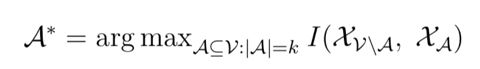 𝒜* = arg max_{𝒜⊆𝒱:|𝒜|=k} I(𝒳_{𝒱\𝒜}, 𝒳_𝒜)